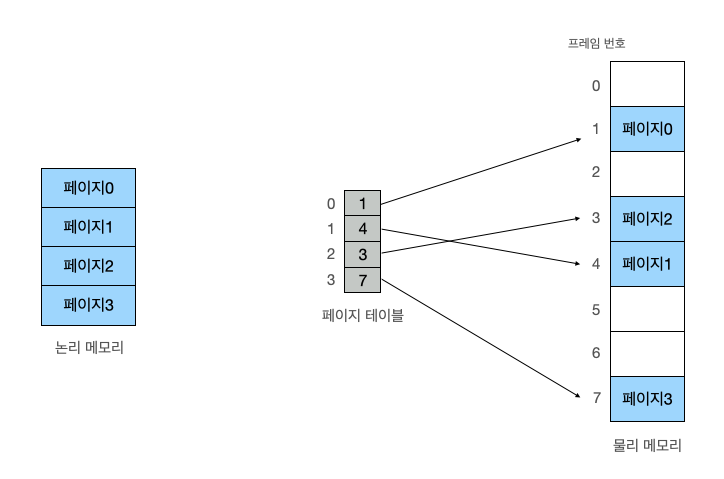 프레임 번호
0
1 페이지0
2
3 페이지2
4 페이지1
5
6
7 페이지3
물리 메모리
페이지0
페이지1
페이지2
페이지3
논리 메모리
0 1
1 4
2 3
3 7
페이지 테이블